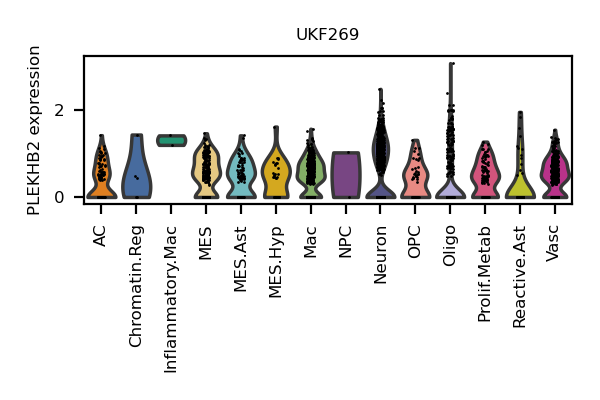 UKF269
PLEKHB2 expression
2
0
AC
Chromatin.Reg
Inflammatory.Mac
MES
MES.Ast
MES.Hyp
Mac
NPC
Neuron
OPC
Oligo
Prolif.Metab
Reactive.Ast
Vasc